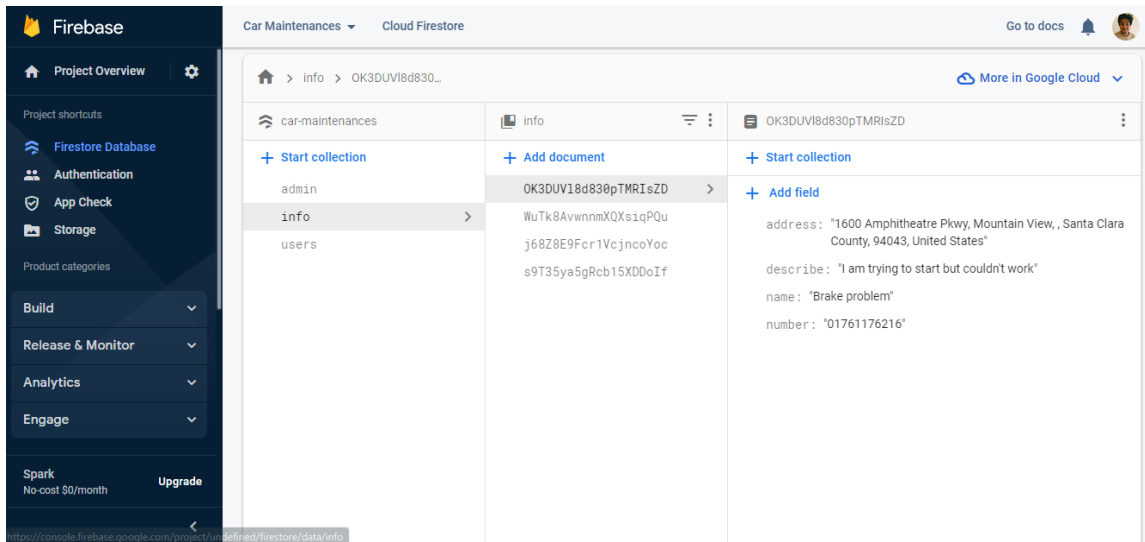 Firebase
Car Maintenances
Cloud Firestore
Go to docs
Project Overview
info
OK3DUVl8d830...
More in Google Cloud
Project shortcuts
car-maintenances
info
OK3DUVl8d830pTMRIsZD
Firestore Database
Start collection
Add document
Start collection
Authentication
admin
OK3DUVl8d830pTMRIsZD
Add field
App Check
info
WuTk8AvwnnmXQXsiqPQu
address: "1600 Amphitheatre Pkwy, Mountain View, , Santa Clara
County, 94043, United States"
Storage
users
j68Z8E9Fcr1VcjncoYoc
Product categories
s9T35ya5gRcb15XDDoIf
describe: "I am trying to start but couldn't work"
name: "Brake problem"
Build
number: "01761176216"
Release & Monitor
Analytics
Engage
Spark
No-cost $0/month
Upgrade
https://console.firebase.google.com/project/undefined/firestore/data/info